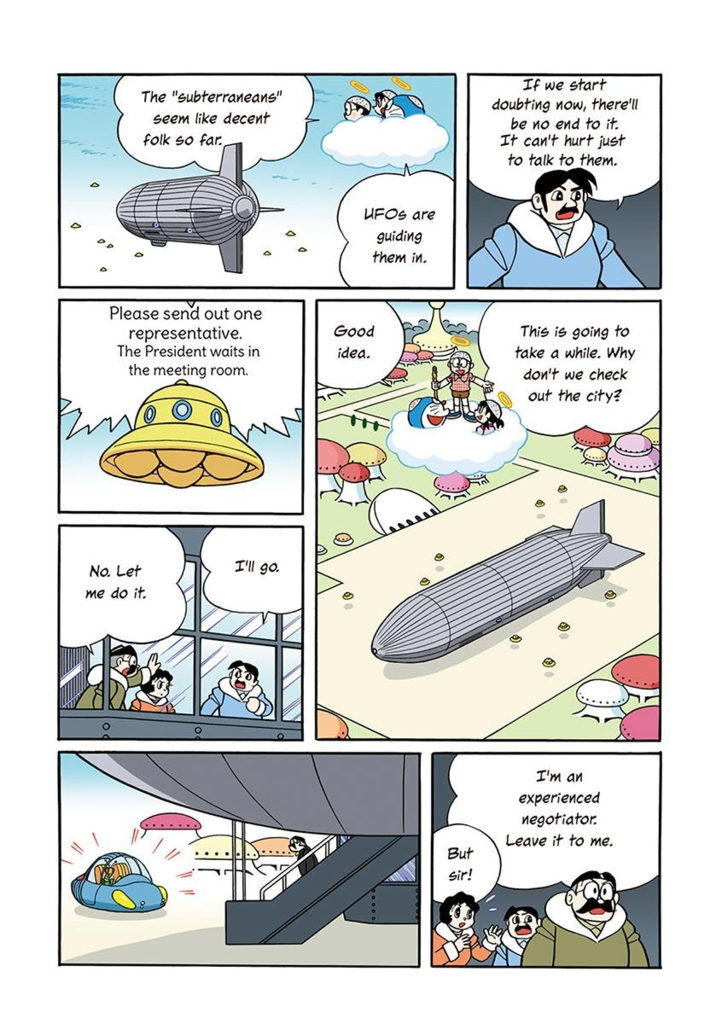 The "subterraneans"
seem like decent
folk so far.
UFOs are
guiding
them in.
If we start
doubting now, there'll
be no end to it.
It can't hurt just
to talk to them.
Please send out one
representative.
The President waits in
the meeting room.
Good
idea.
This is going to
take a while. Why
don't we check
out the city?
No. Let
me do it.
I'll go.
I'm an
experienced
negotiator.
Leave it to me.
But
sir!